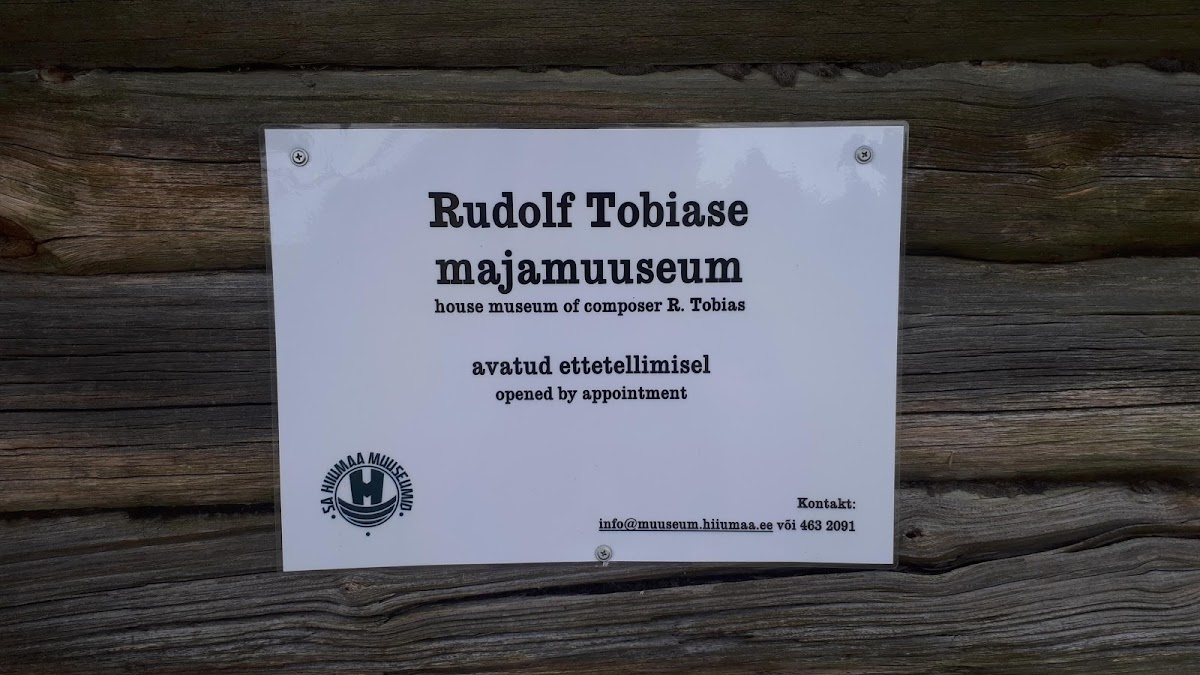 Rudolf Tobiase
majamuuseum
house museum of composer R. Tobias
avatud ettetellimisel
opened by appointment
SA HIIUMAA MUUSEUMID
H
Kontakt:
info@muuseum.hiiumaa.ee või 463 2091